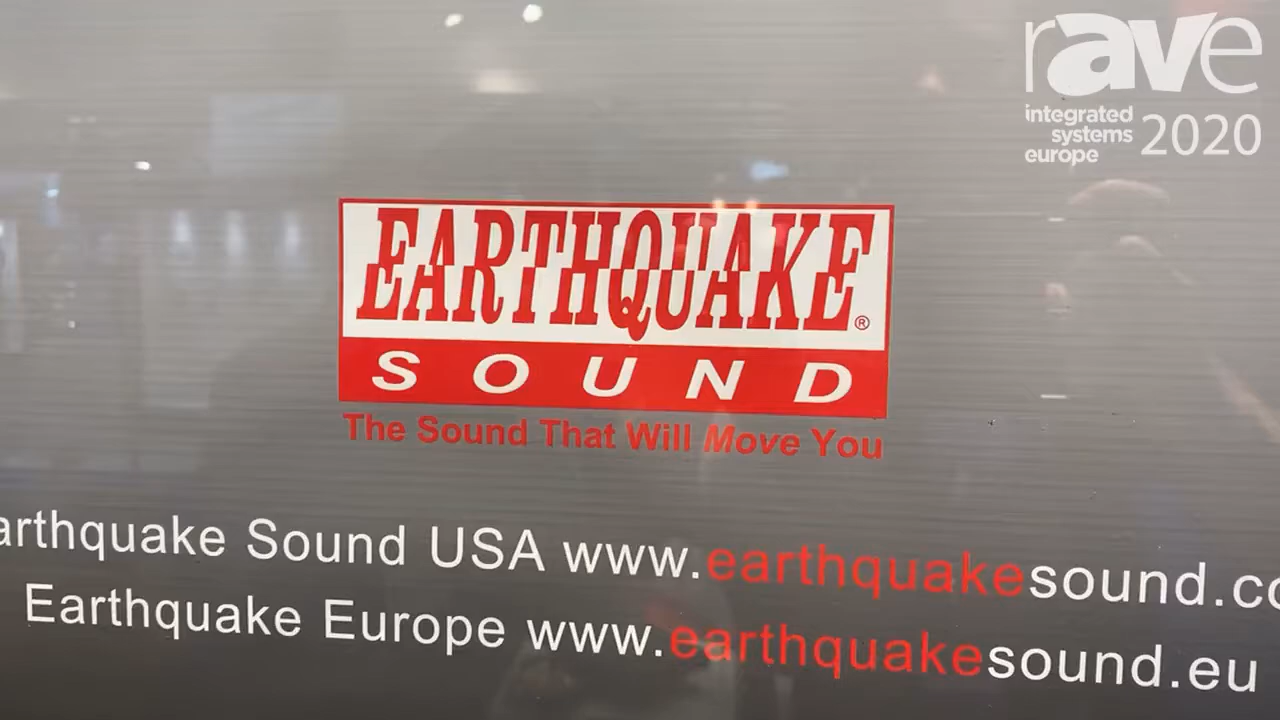 rave
integrated
systems
europe
2020
EARTHQUAKE®
SOUND
The Sound That Will Move You
arthquake Sound USA www.earthquakesound.co
Earthquake Europe www.earthquakesound.eu